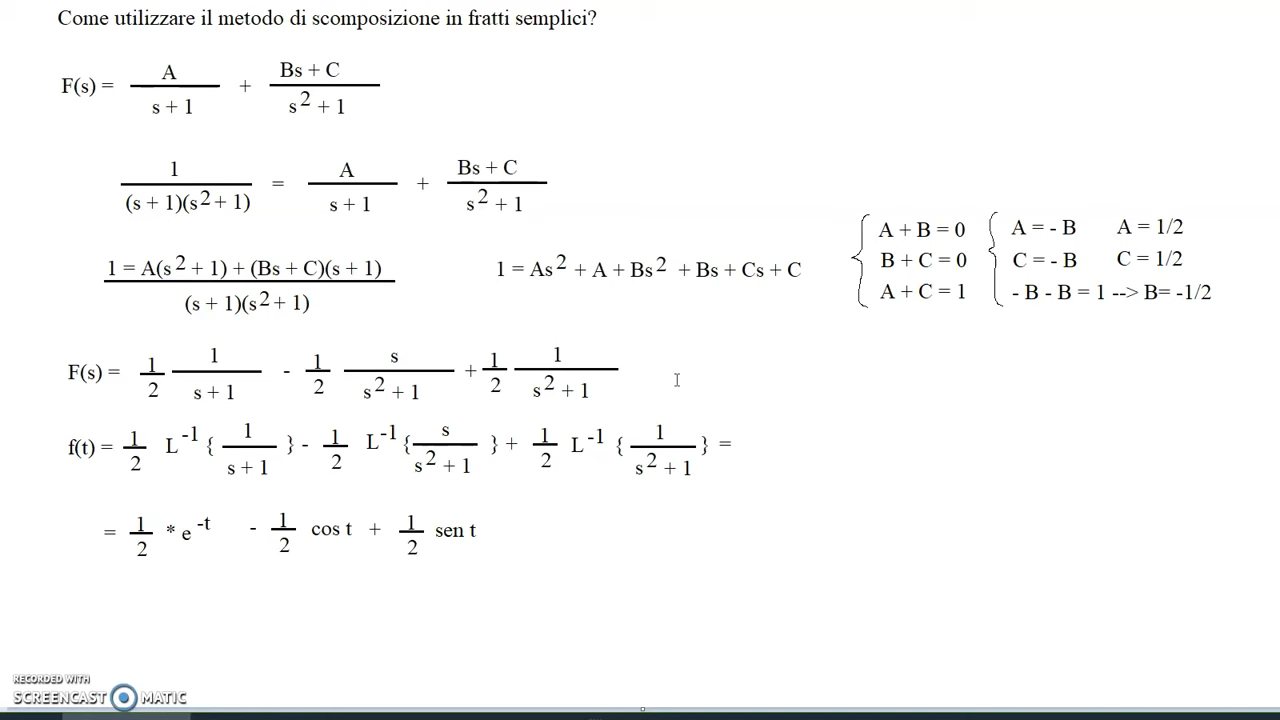 Come utilizzare il metodo di scomposizione in fratti semplici?
F(s) = A / s + 1 + Bs + C / s^2 + 1
1 / (s + 1)(s^2 + 1) = A / s + 1 + Bs + C / s^2 + 1
A + B = 0 A = - B A = 1/2
B + C = 0 C = - B C = 1/2
A + C = 1 - B - B = 1 --> B= -1/2
1 = A(s^2 + 1) + (Bs + C)(s + 1) / (s + 1)(s^2 + 1) 1 = As^2 + A + Bs^2 + Bs + Cs + C
F(s) = 1/2 1 / s + 1 - 1/2 s / s^2 + 1 + 1/2 1 / s^2 + 1
f(t) = 1/2 L^-1 { 1 / s + 1 } - 1/2 L^-1 { s / s^2 + 1 } + 1/2 L^-1 { 1 / s^2 + 1 } =
= 1/2 * e^-t - 1/2 cos t + 1/2 sen t
RECORDED WITH
SCREENCAST MATIC